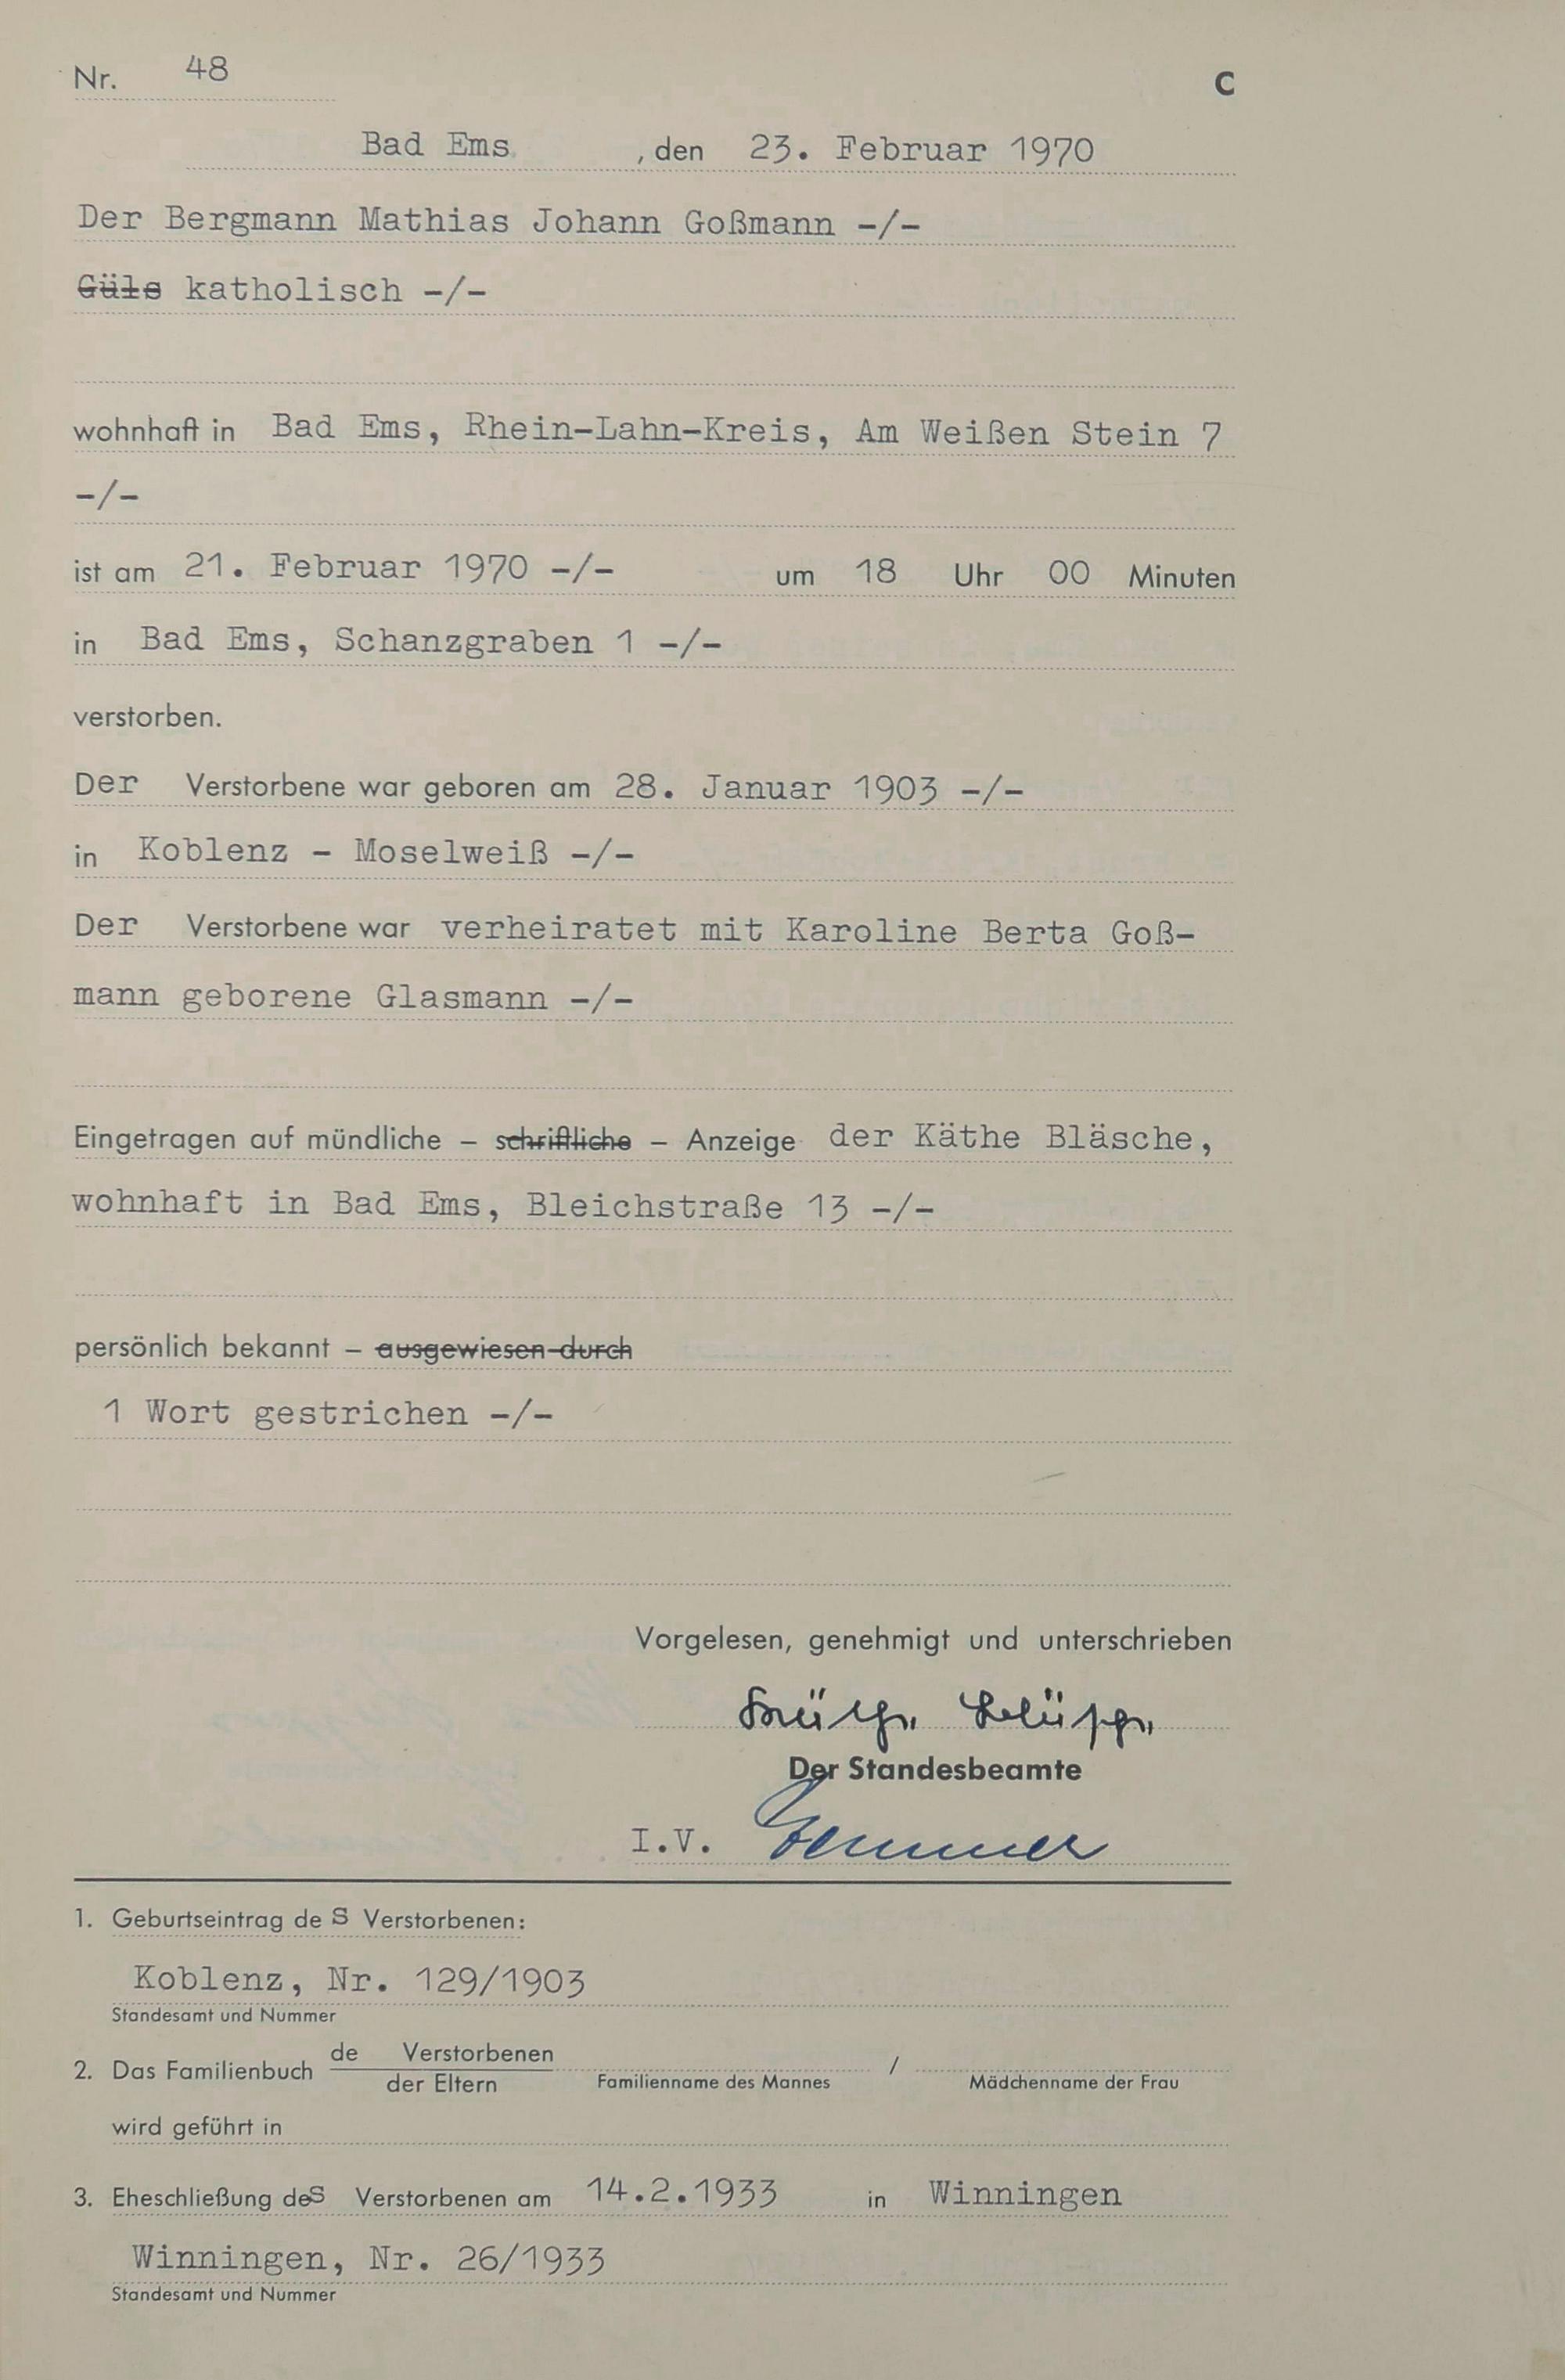 Nr. 48 C
Bad Ems , den 23. Februar 1970
Der Bergmann Mathias Johann Goßmann -/-
Güls katholisch -/-
wohnhaft in Bad Ems, Rhein-Lahn-Kreis, Am Weißen Stein 7
-/-
ist am 21. Februar 1970 -/- um 18 Uhr 00 Minuten
in Bad Ems, Schanzgraben 1 -/-
verstorben.
Der Verstorbene war geboren am 28. Januar 1903 -/-
in Koblenz - Moselweiß -/-
Der Verstorbene war verheiratet mit Karoline Berta Goß-
mann geborene Glasmann -/-
Eingetragen auf mündliche – schriftliche – Anzeige der Käthe Bläsche,
wohnhaft in Bad Ems, Bleichstraße 13 -/-
persönlich bekannt – ausgewiesen durch
1 Wort gestrichen -/-
Vorgelesen, genehmigt und unterschrieben
Der Standesbeamte
I.V.
1. Geburtseintrag des Verstorbenen:
Koblenz, Nr. 129/1903
Standesamt und Nummer
de Verstorbenen
2. Das Familienbuch der Eltern Familienname des Mannes / Mädchenname der Frau
wird geführt in
3. Eheschließung des Verstorbenen am 14.2.1933 in Winningen
Winningen, Nr. 26/1933
Standesamt und Nummer